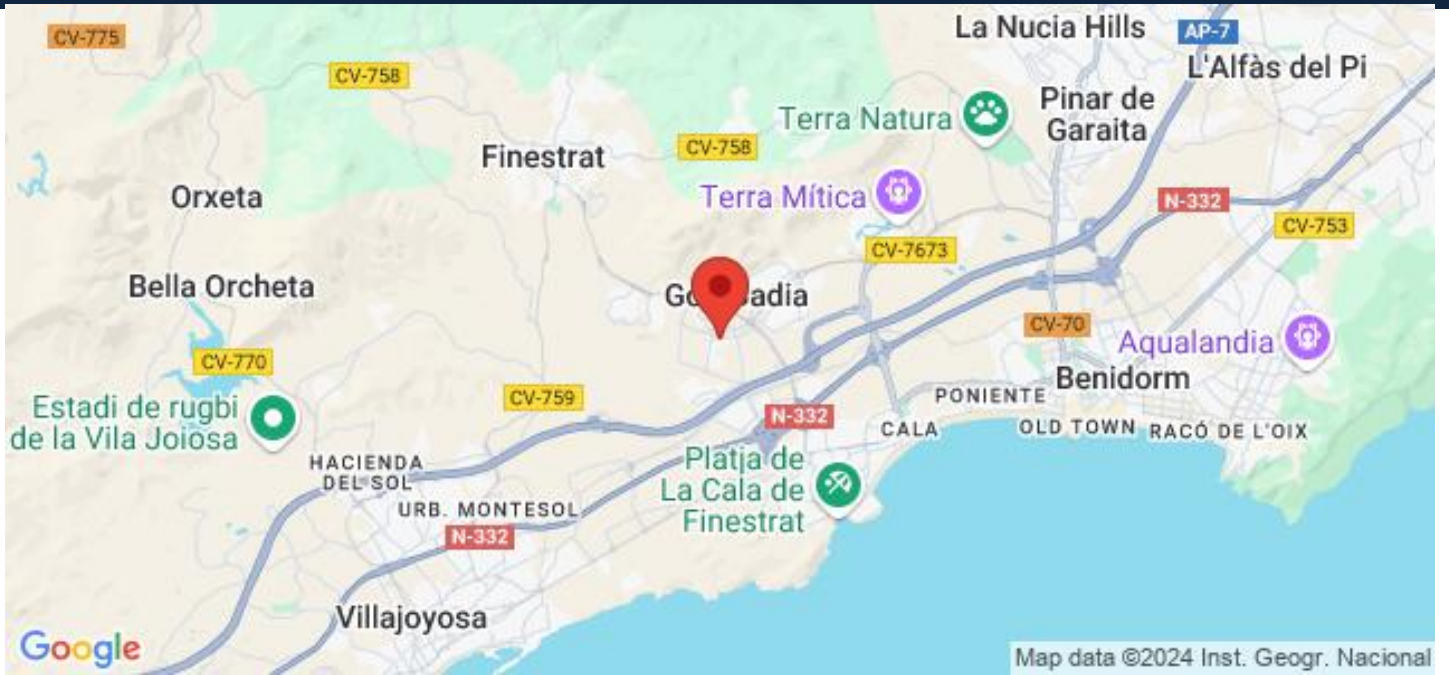 CV-775
CV-758
Orxeta
Finestrat
CV-758
La Nucia Hills
AP-7
L'Alfàs del Pi
Terra Natura
Pinar de
Garaita
Terra Mítica
N-332
CV-753
CV-7673
Bella Orcheta
CV-770
CV-759
CV-70
Aqualandia
Benidorm
PONIENTE
N-332
CALA
OLD TOWN
RACÓ DE L'OIX
Estadi de rugbi
de la Vila Joiosa
HACIENDA
DEL SOL
URB. MONTESOL
N-332
Platja de
La Cala de
Finestrat
Villajoyosa
Google
Map data ©2024 Inst. Geogr. Nacional